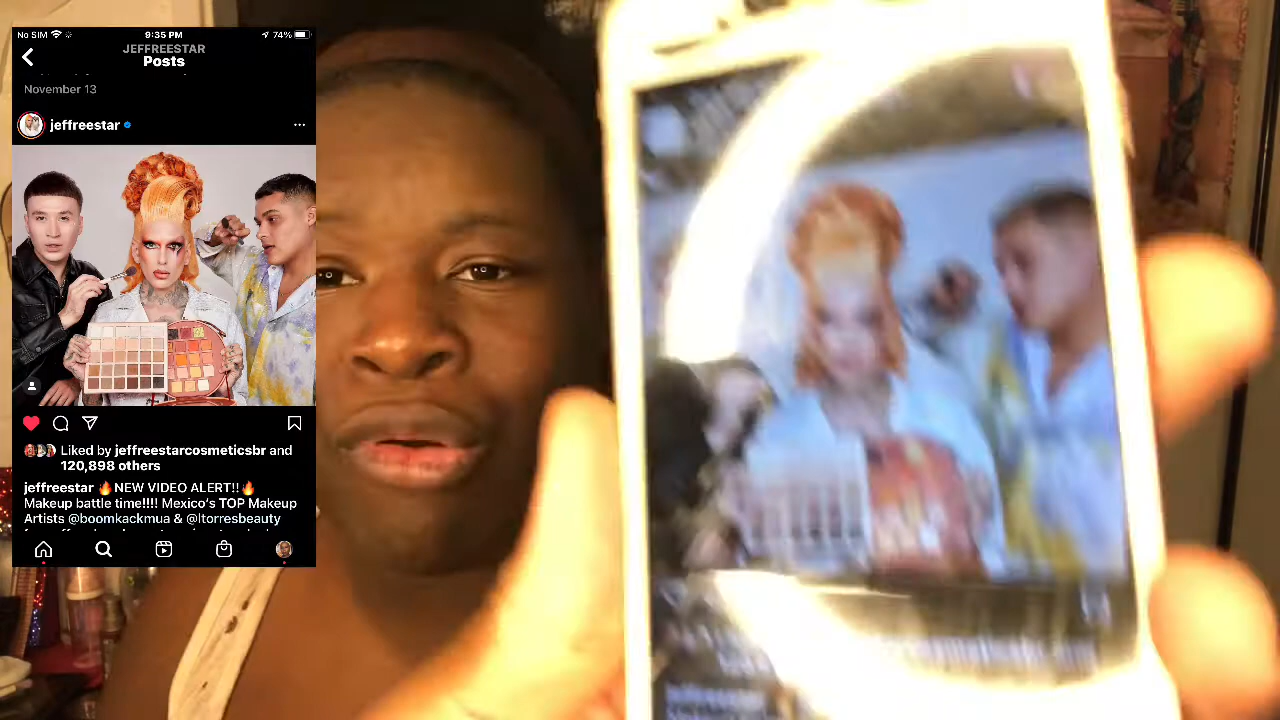 No SIM
9:35 PM
74%
JEFFREESTAR
Posts
November 13
jeffreestar
Liked by jeffreestarcosmeticsbr and
120,898 others
jeffreestar 🔥NEW VIDEO ALERT!!🔥
Makeup battle time!!!! Mexico's TOP Makeup
Artists @boomkackmua & @ltorresbeauty